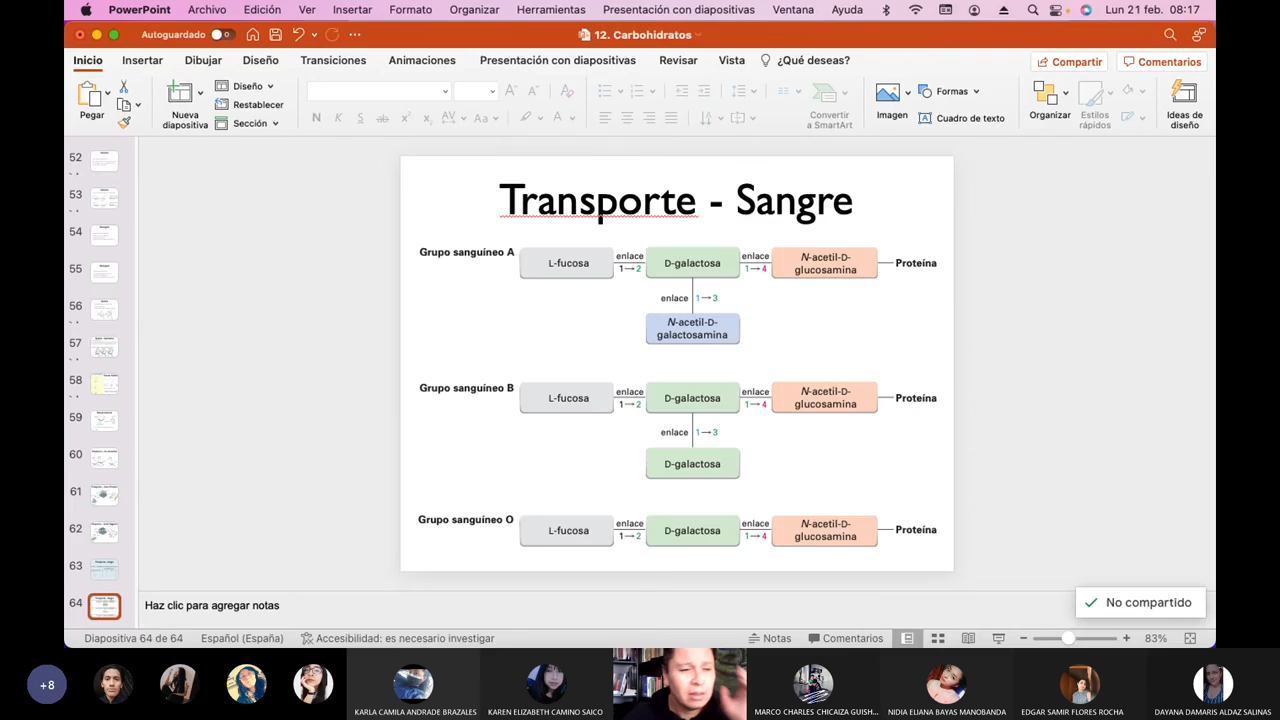 PowerPoint Archivo Edición Ver Insertar Formato Organizar Herramientas Presentación con diapositivas Ventana Ayuda Lun 21 feb. 08:17
Autoguardado 12. Carbohidratos
Inicio Insertar Dibujar Diseño Transiciones Animaciones Presentación con diapositivas Revisar Vista ¿Qué deseas? Compartir Comentarios
Pegar
Nueva
diapositiva
Diseño
Restablecer
Sección
N
Aa
Convertir
a SmartArt
Imagen
Formas
Cuadro de texto
Organizar
Estilos
rápidos
Ideas de
diseño
52
53
54
55
56
57
58
59
60
61
62
63
64
Transporte - Sangre
Grupo sanguíneo A
L-fucosa
enlace
1→2
D-galactosa
enlace
1→4
N-acetil-D-
glucosamina
Proteína
enlace 1→3
N-acetil-D-
galactosamina
Grupo sanguíneo B
L-fucosa
enlace
1→2
D-galactosa
enlace
1→4
N-acetil-D-
glucosamina
Proteína
enlace 1→3
D-galactosa
Grupo sanguíneo O
L-fucosa
enlace
1→2
D-galactosa
enlace
1→4
N-acetil-D-
glucosamina
Proteína
Haz clic para agregar notas
No compartido
Diapositiva 64 de 64 Español (España) Accesibilidad: es necesario investigar Notas Comentarios 83%
+8
KARLA CAMILA ANDRADE BRAZALES
KAREN ELIZABETH CAMINO SAICO
MARCO CHARLES CHICAIZA GUISH...
NIDIA ELIANA BAYAS MANOBANDA
EDGAR SAMIR FLORES ROCHA
DAYANA DAMARIS ALDAZ SALINAS